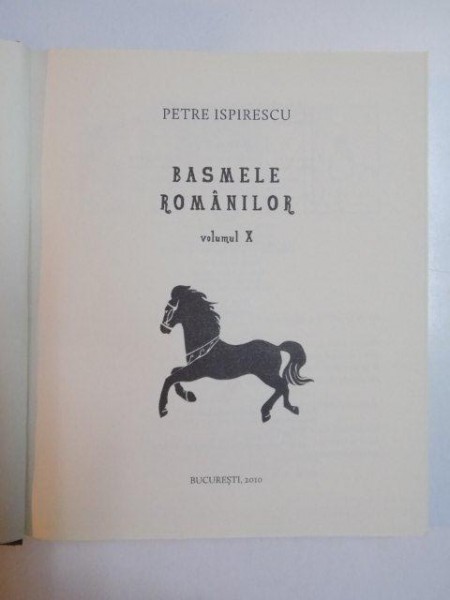 PETRE ISPIRESCU
BASMELE
ROMÂNILOR
volumul X
BUCUREȘTI, 2010